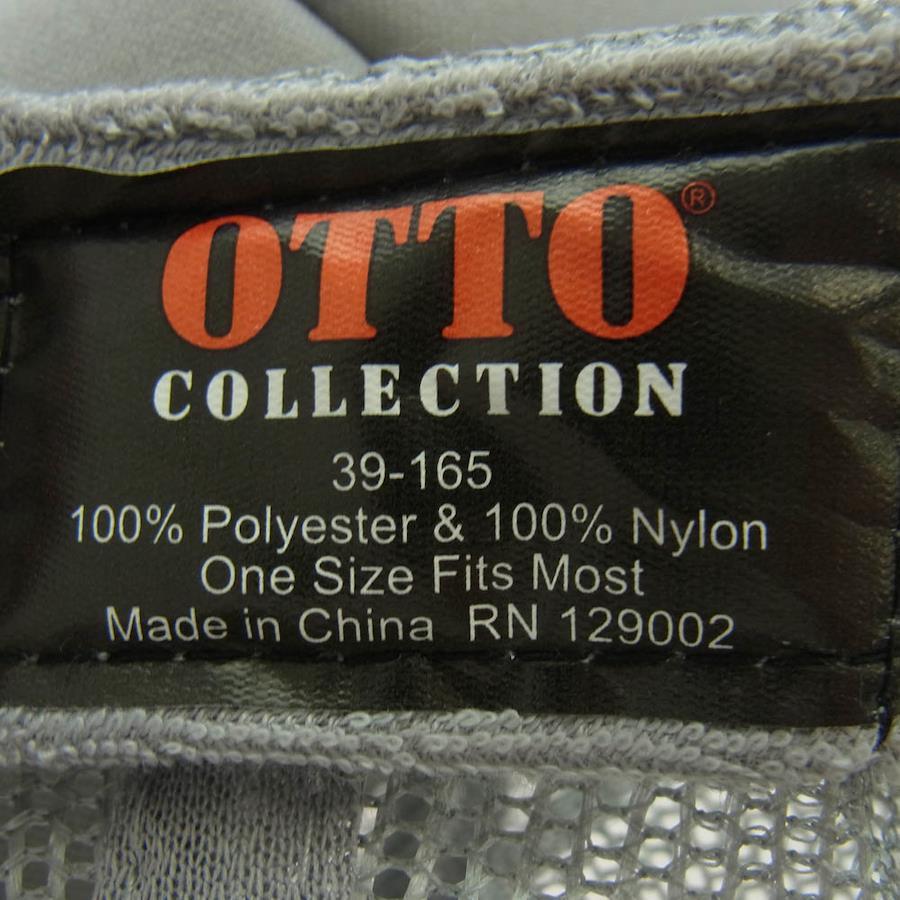 OTTO®
COLLECTION
39-165
100% Polyester & 100% Nylon
One Size Fits Most
Made in China RN 129002